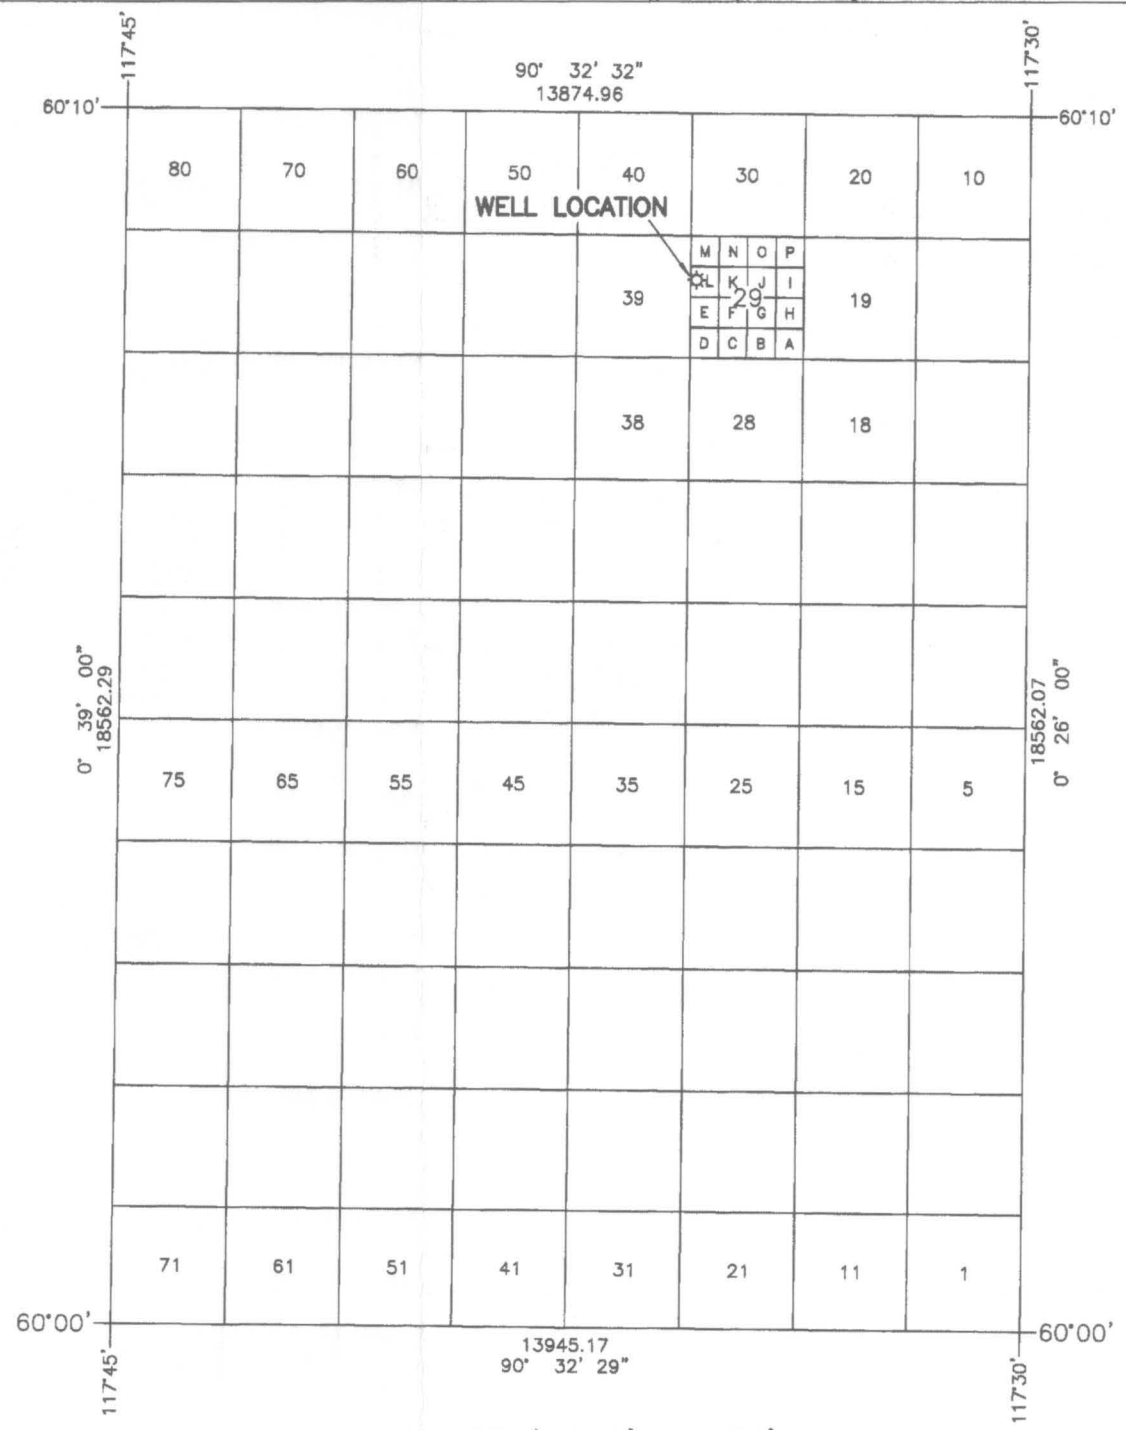 117°45'
117°30'
90° 32' 32"
13874.96
60°10'
60°10'
80 70 60 50 40 30 20 10
WELL LOCATION
M N O P
39 L K J I 19
29
E F G H
D C B A
38 28 18
0° 39' 00"
18562.29
18562.07
0° 26' 00"
75 65 55 45 35 25 15 5
71 61 51 41 31 21 11 1
60°00'
60°00'
13945.17
90° 32' 29"
117°45'
117°30'